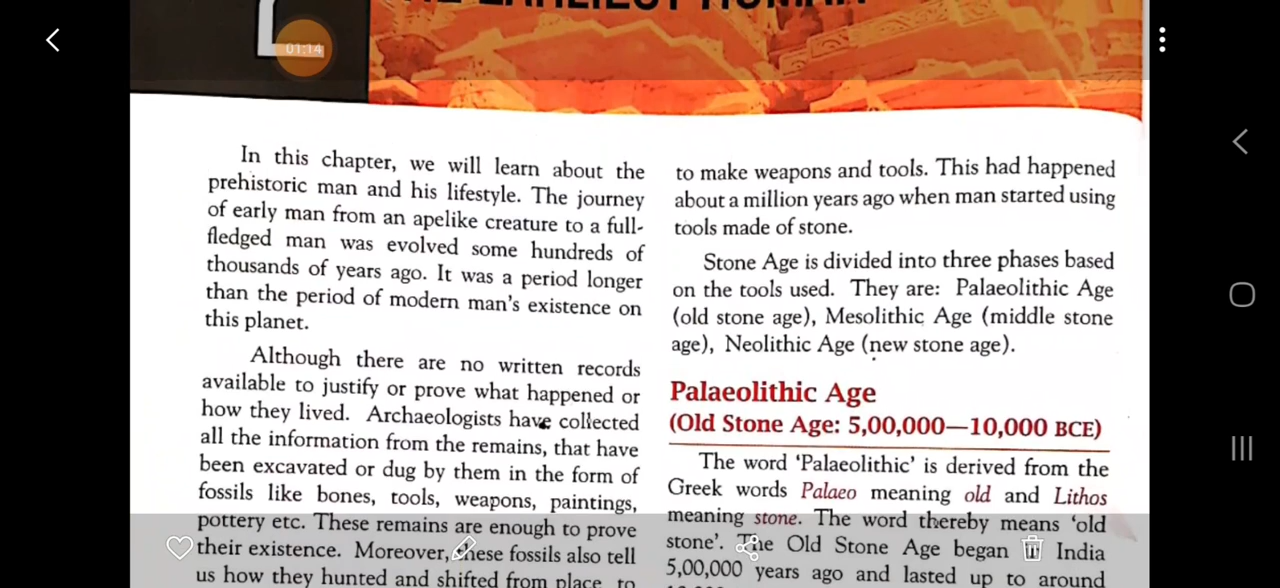 01:14
In this chapter, we will learn about the
prehistoric man and his lifestyle. The journey
of early man from an apelike creature to a full-
fledged man was evolved some hundreds of
thousands of years ago. It was a period longer
than the period of modern man's existence on
this planet.
Although there are no written records
available to justify or prove what happened or
how they lived. Archaeologists have collected
all the information from the remains, that have
been excavated or dug by them in the form of
fossils like bones, tools, weapons, paintings,
pottery etc. These remains are enough to prove
their existence. Moreover, these fossils also tell
us how they hunted and shifted from place to
to make weapons and tools. This had happened
about a million years ago when man started using
tools made of stone.
Stone Age is divided into three phases based
on the tools used. They are: Palaeolithic Age
(old stone age), Mesolithic Age (middle stone
age), Neolithic Age (new stone age).
Palaeolithic Age
(Old Stone Age: 5,00,000—10,000 BCE)
The word 'Palaeolithic' is derived from the
Greek words Palaeo meaning old and Lithos
meaning stone. The word thereby means 'old
stone'. The Old Stone Age began in India
5,00,000 years ago and lasted up to around